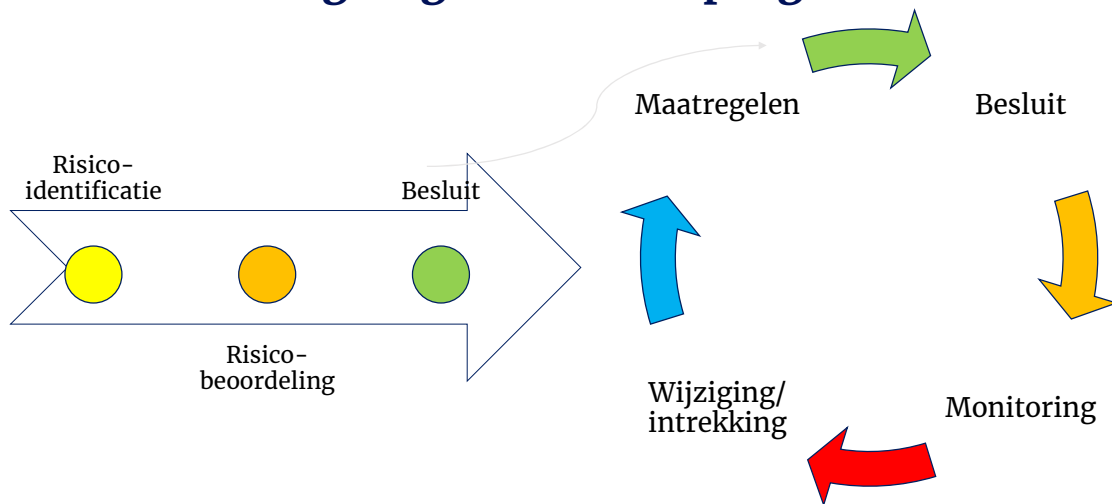 Maatregelen
Besluit
Risico-
identificatie
Besluit
Risico-
beoordeling
Wijziging/
intrekking
Monitoring